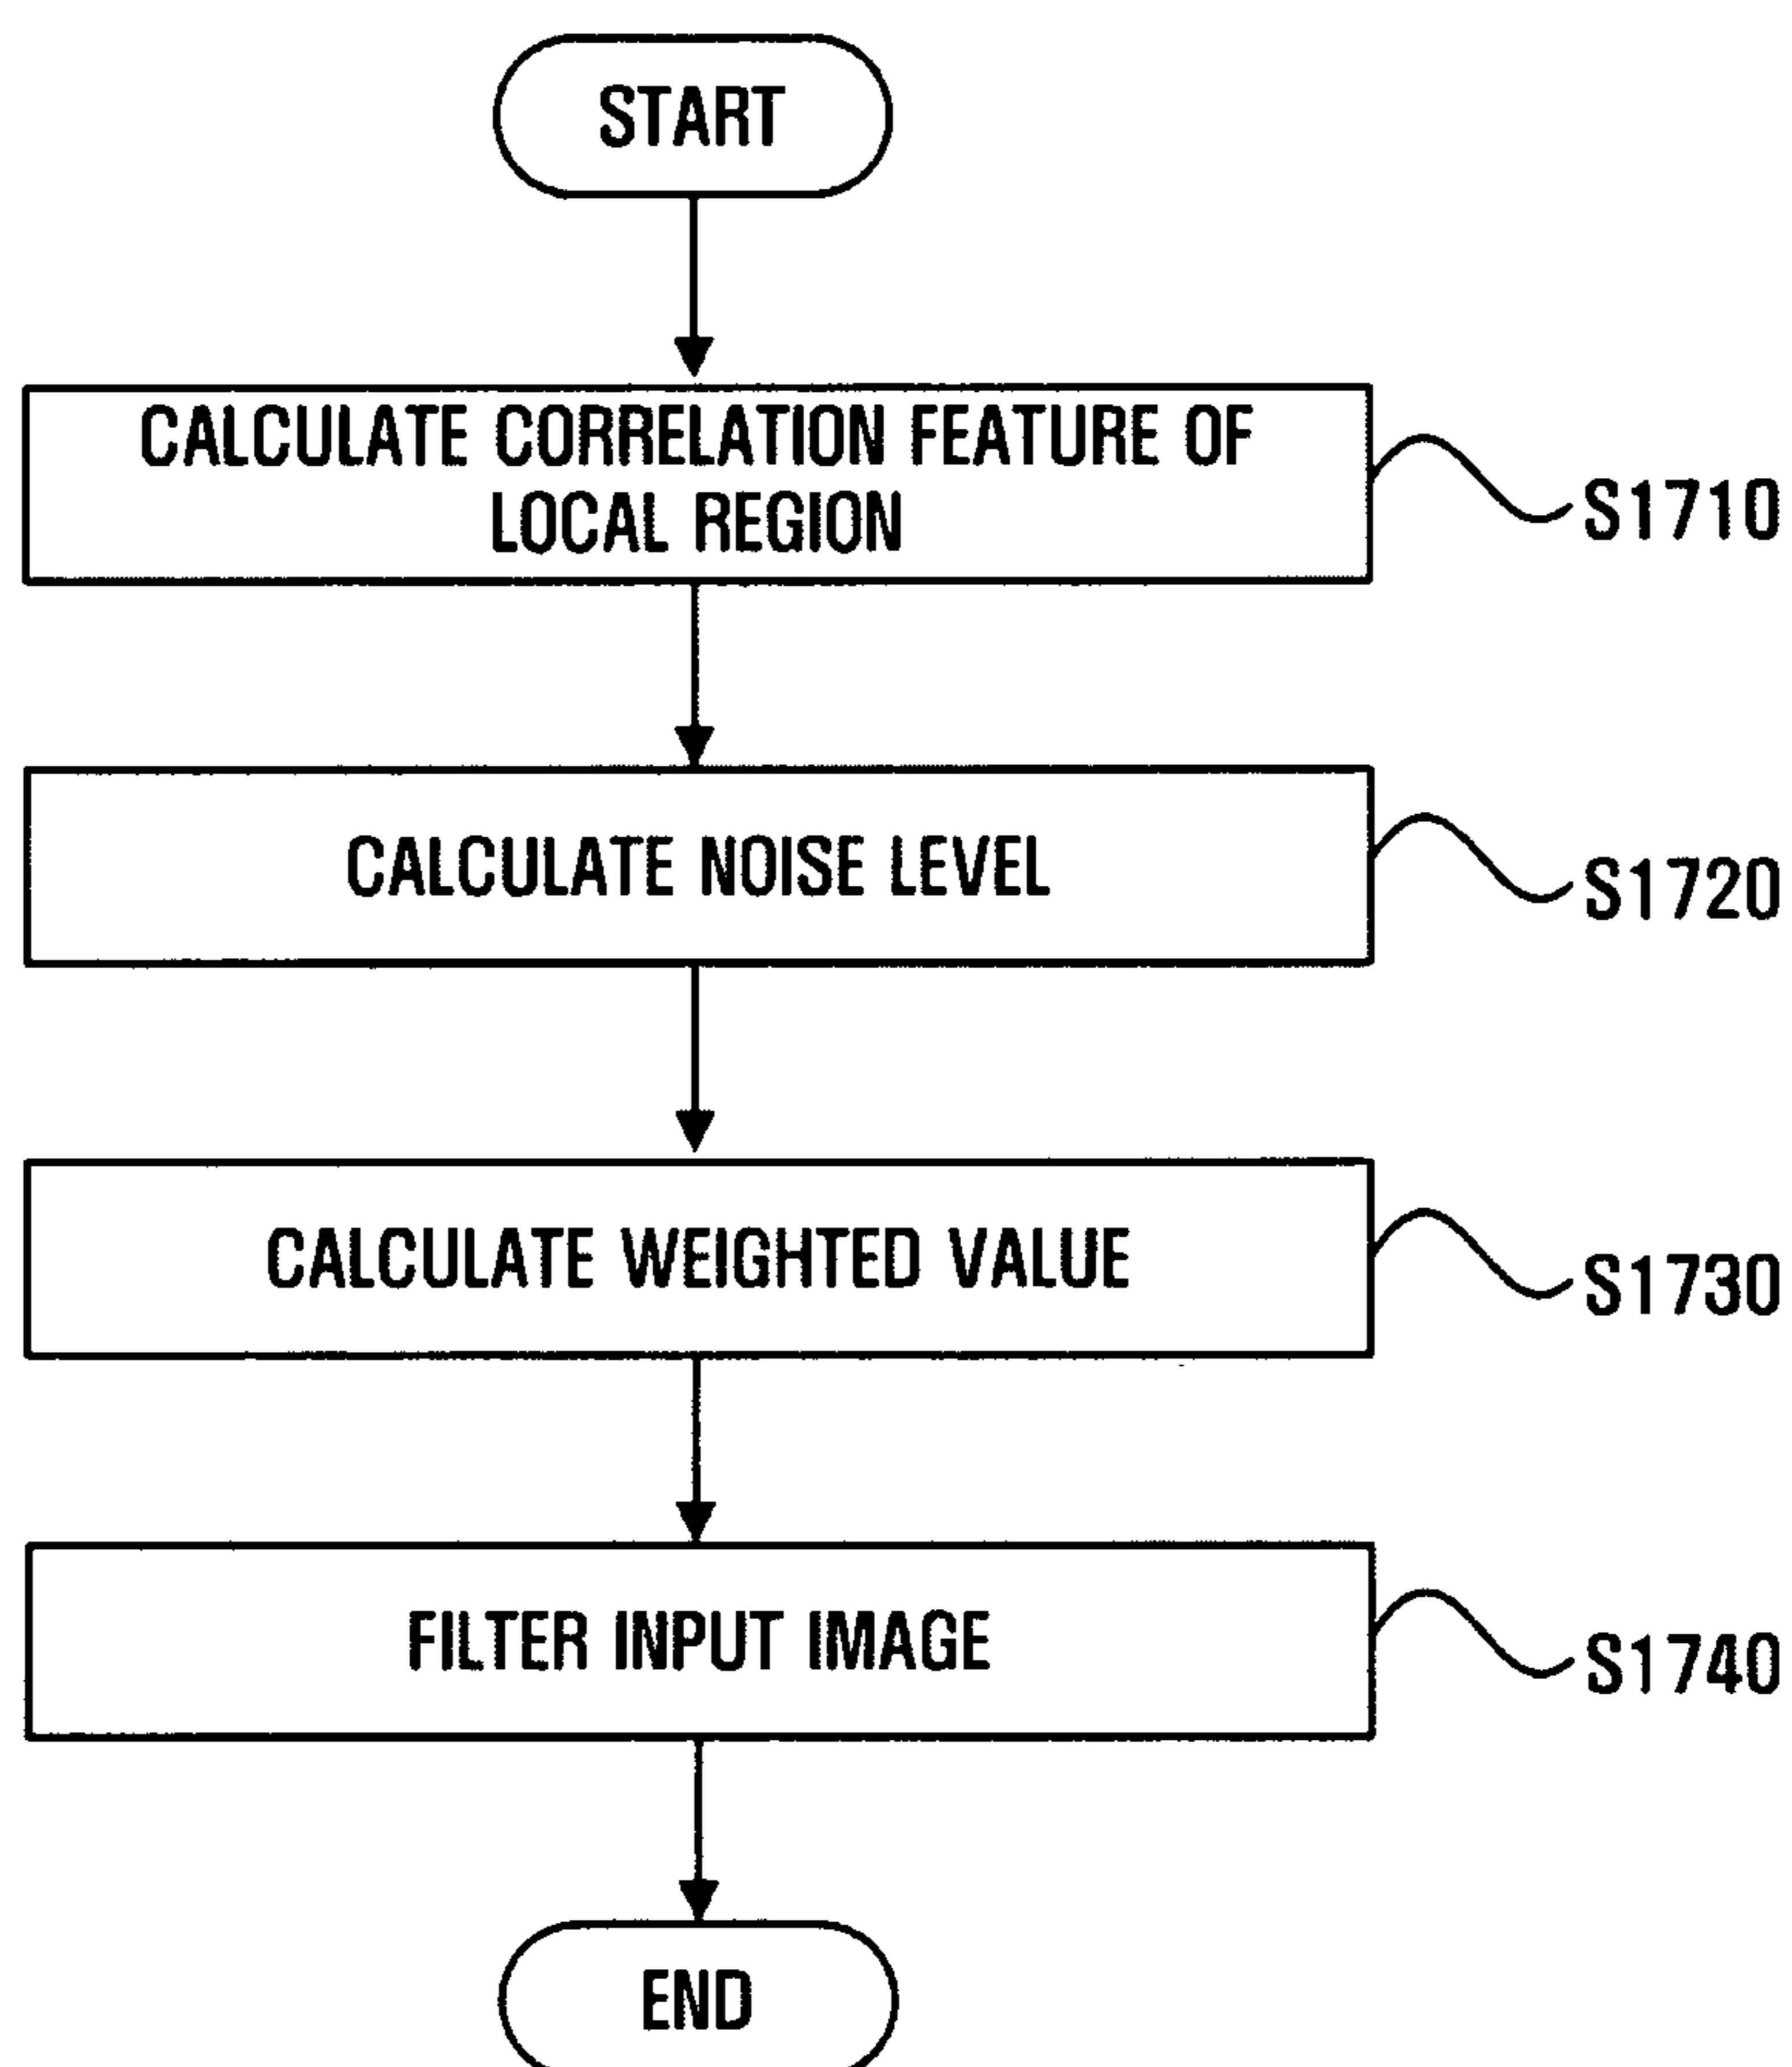 START
CALCULATE CORRELATION FEATURE OF
LOCAL REGION
S1710
CALCULATE NOISE LEVEL
S1720
CALCULATE WEIGHTED VALUE
S1730
FILTER INPUT IMAGE
S1740
END